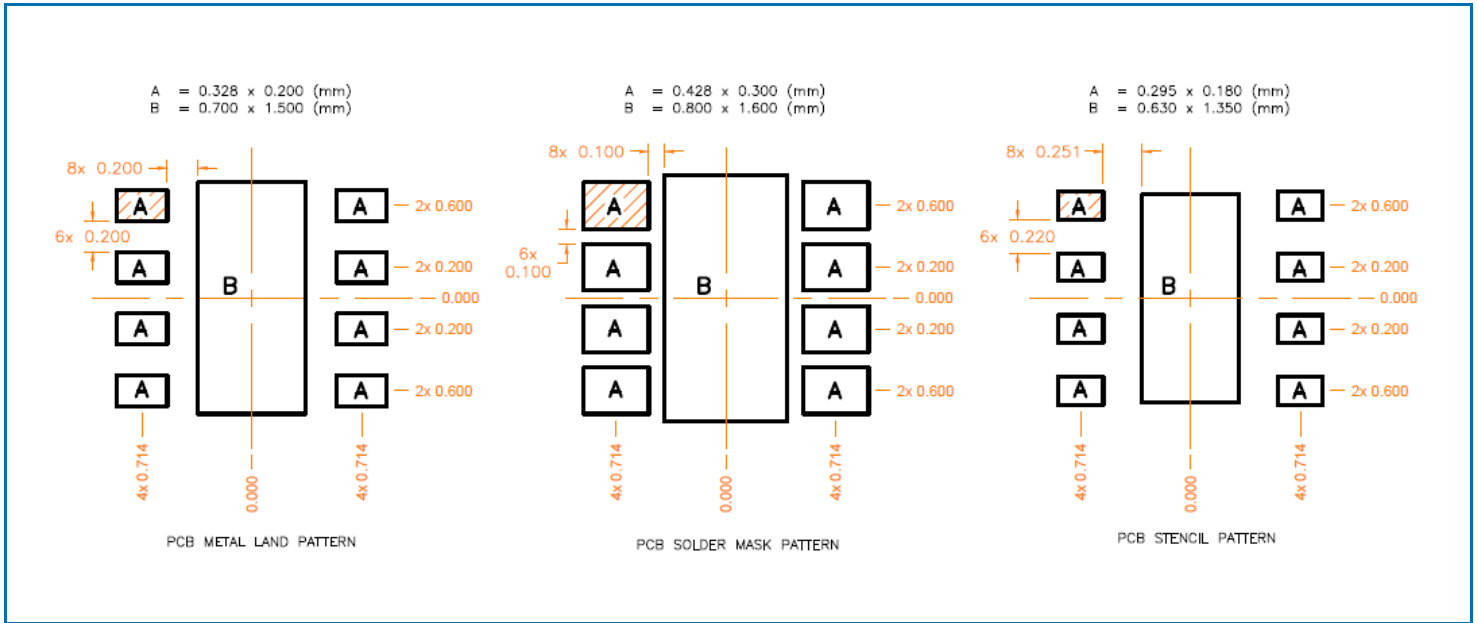 A = 0.328 x 0.200 (mm)
B = 0.700 x 1.500 (mm)
8x 0.200
A
A
2x 0.600
6x 0.200
A
A
2x 0.200
B
0.000
A
A
2x 0.200
A
A
2x 0.600
4x 0.714
0.000
4x 0.714
PCB METAL LAND PATTERN
A = 0.428 x 0.300 (mm)
B = 0.800 x 1.600 (mm)
8x 0.100
A
A
2x 0.600
6x
0.100
A
A
2x 0.200
B
0.000
A
A
2x 0.200
A
A
2x 0.600
4x 0.714
0.000
4x 0.714
PCB SOLDER MASK PATTERN
A = 0.295 x 0.180 (mm)
B = 0.630 x 1.350 (mm)
8x 0.251
A
A
2x 0.600
6x 0.220
A
A
2x 0.200
B
0.000
A
A
2x 0.200
A
A
2x 0.600
4x 0.714
0.000
4x 0.714
PCB STENCIL PATTERN